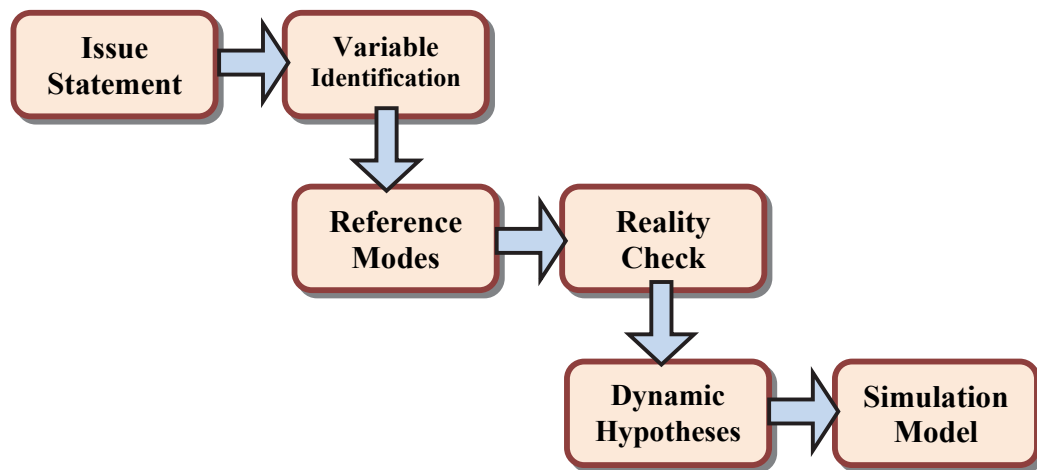 Issue
Statement
Variable
Identification
Reference
Modes
Reality
Check
Dynamic
Hypotheses
Simulation
Model